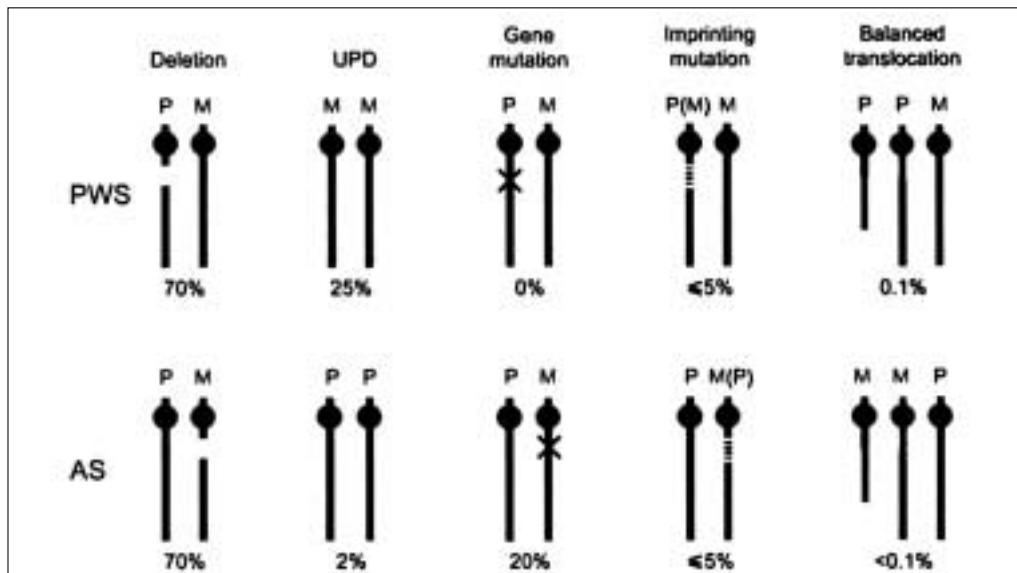 Deletion UPD Gene mutation Imprinting mutation Balanced translocation
P M M M P M P(M) M P P M
PWS
70% 25% 0% ⩽5% 0.1%
P M P P P M P M(P) M M P
AS
70% 2% 20% ⩽5% <0.1%